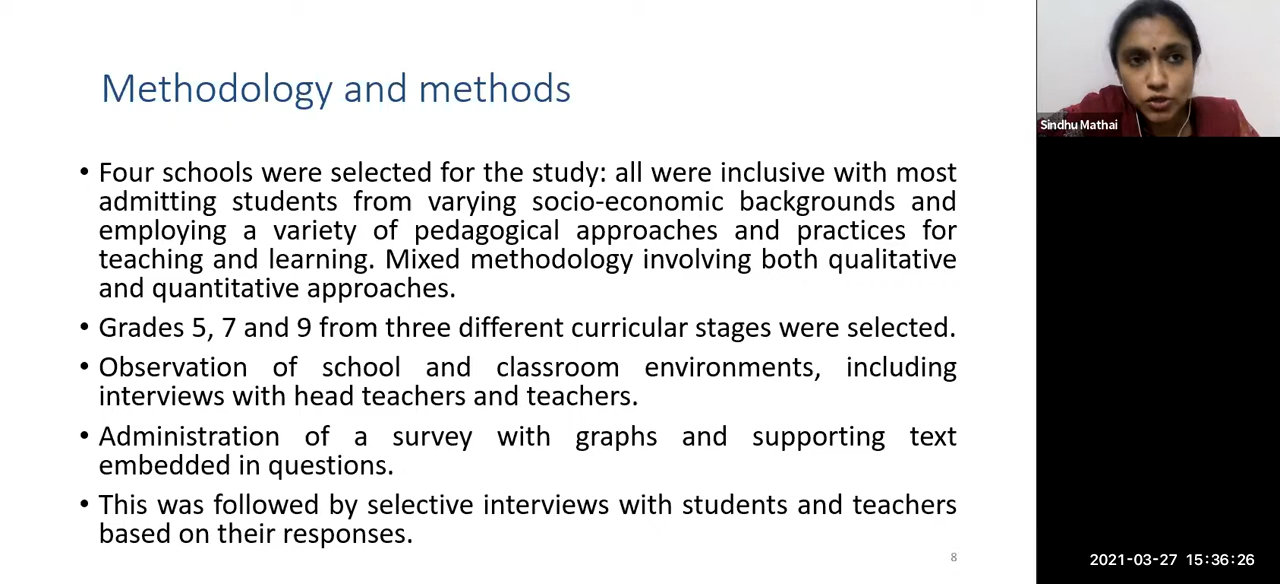 Methodology and methods
• Four schools were selected for the study: all were inclusive with most
admitting students from varying socio-economic backgrounds and
employing a variety of pedagogical approaches and practices for
teaching and learning. Mixed methodology involving both qualitative
and quantitative approaches.
• Grades 5, 7 and 9 from three different curricular stages were selected.
• Observation of school and classroom environments, including
interviews with head teachers and teachers.
• Administration of a survey with graphs and supporting text
embedded in questions.
• This was followed by selective interviews with students and teachers
based on their responses.
8
Sindhu Mathai
2021-03-27 15:36:26